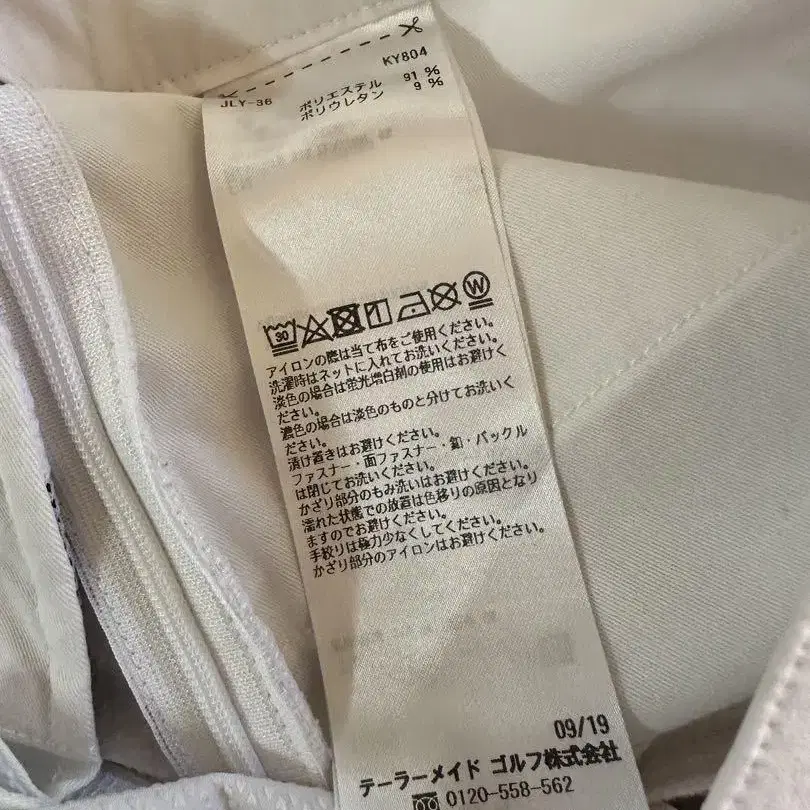 KY804
JLY-36
ポリエステル 91 %
ポリウレタン 9 %
30
W
アイロンの際は当て布をご使用ください。
洗濯時はネットに入れてお洗いください。
淡色の場合は蛍光増白剤の使用はお避けく
ださい。
濃色の場合は淡色のものと分けてお洗いく
ださい。
漬け置きはお避けください。
ファスナー・面ファスナー・釦・バックル
は閉じてお洗いください。
かざり部分のもみ洗いはお避けください。
濡れた状態での放置は色移りの原因となり
ますのでお避けください。
手絞りは極力少なくしてください。
かざり部分のアイロンはお避けください。
09/19
テーラーメイド ゴルフ株式会社
0120-558-562